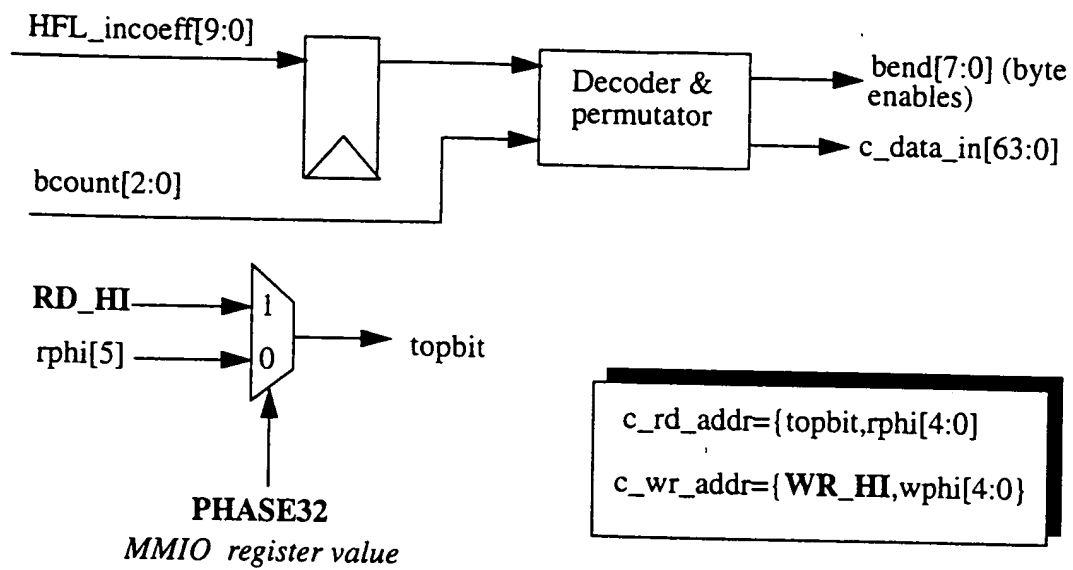 HFL_incoeff[9:0]
Decoder &
permutator
bend[7:0] (byte
enables)
c_data_in[63:0]
bcount[2:0]
RD_HI
1
rphi[5]
0
topbit
PHASE32
MMIO register value
c_rd_addr={topbit,rphi[4:0]
c_wr_addr={WR_HI,wphi[4:0}